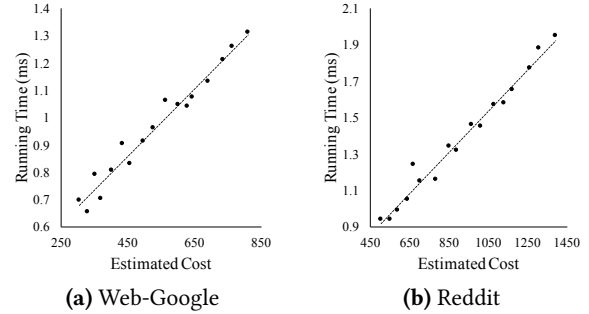 1.4
1.3
1.2
1.1
1
0.9
0.8
0.7
0.6
250 450 650 850
Running Time (ms)
Estimated Cost
(a) Web-Google
2.1
1.9
1.7
1.5
1.3
1.1
0.9
450 650 850 1050 1250 1450
Running Time (ms)
Estimated Cost
(b) Reddit